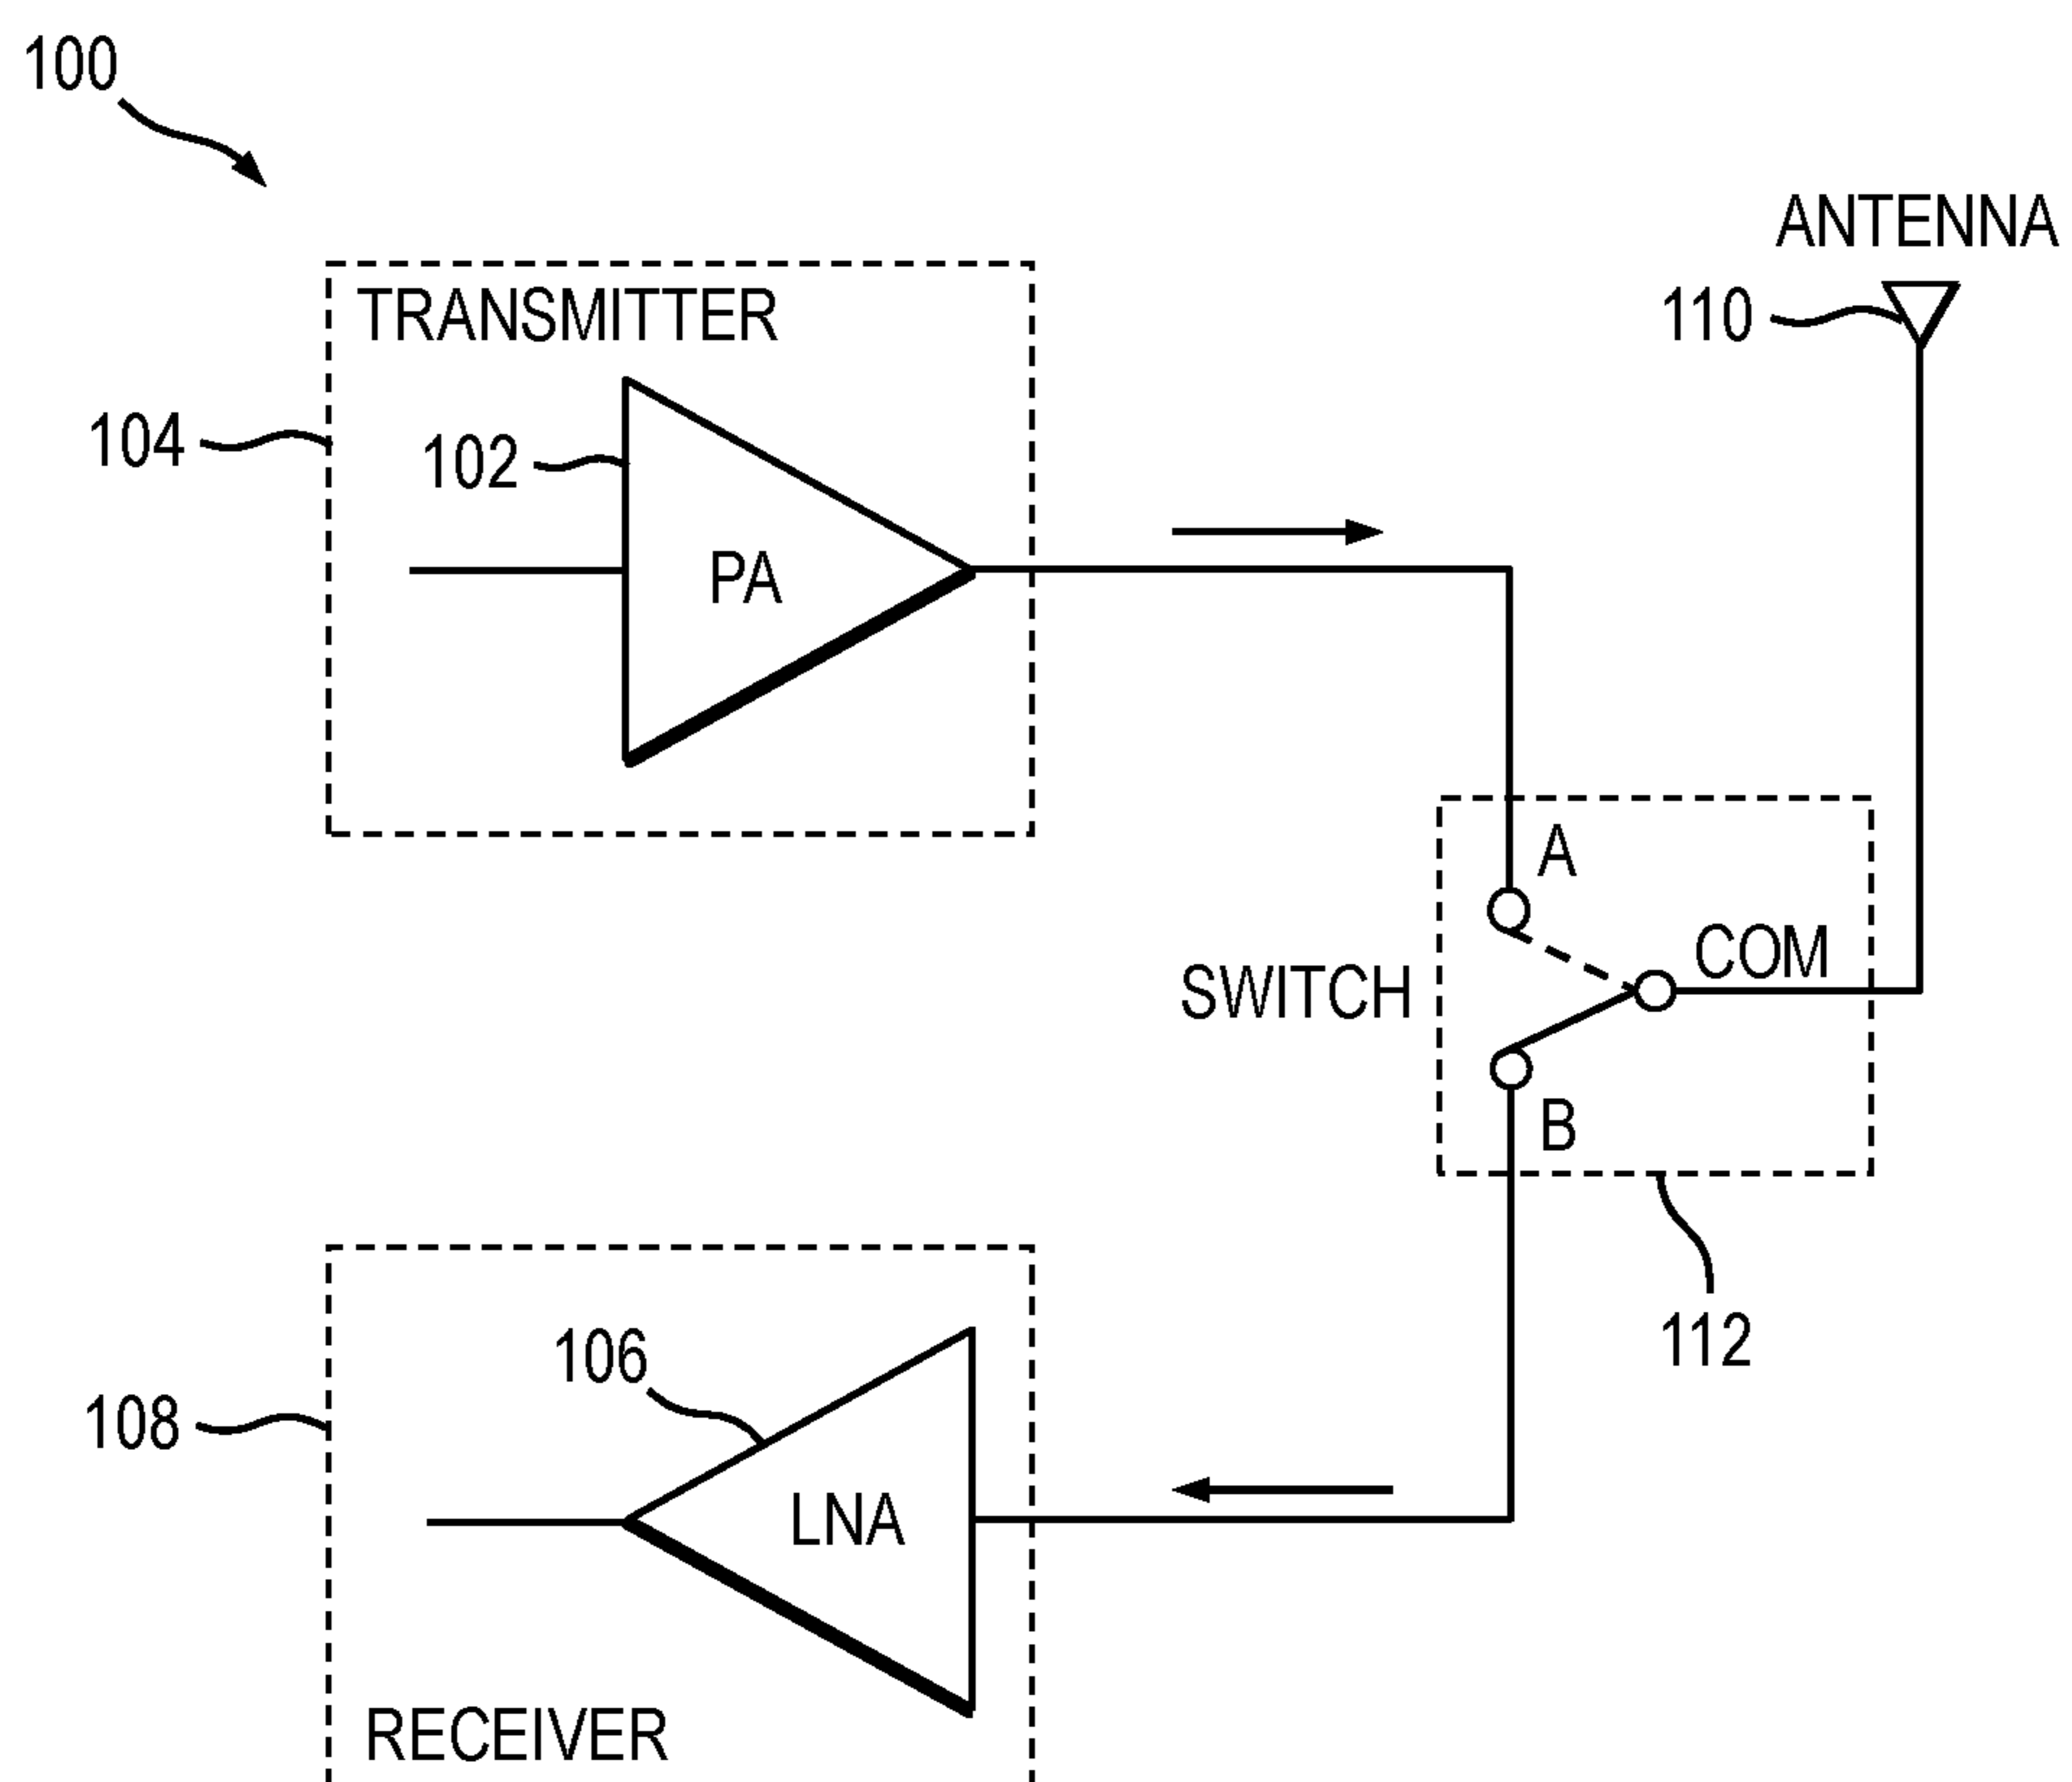 100
ANTENNA
TRANSMITTER
110
104
102
PA
A
COM
SWITCH
B
112
106
108
LNA
RECEIVER